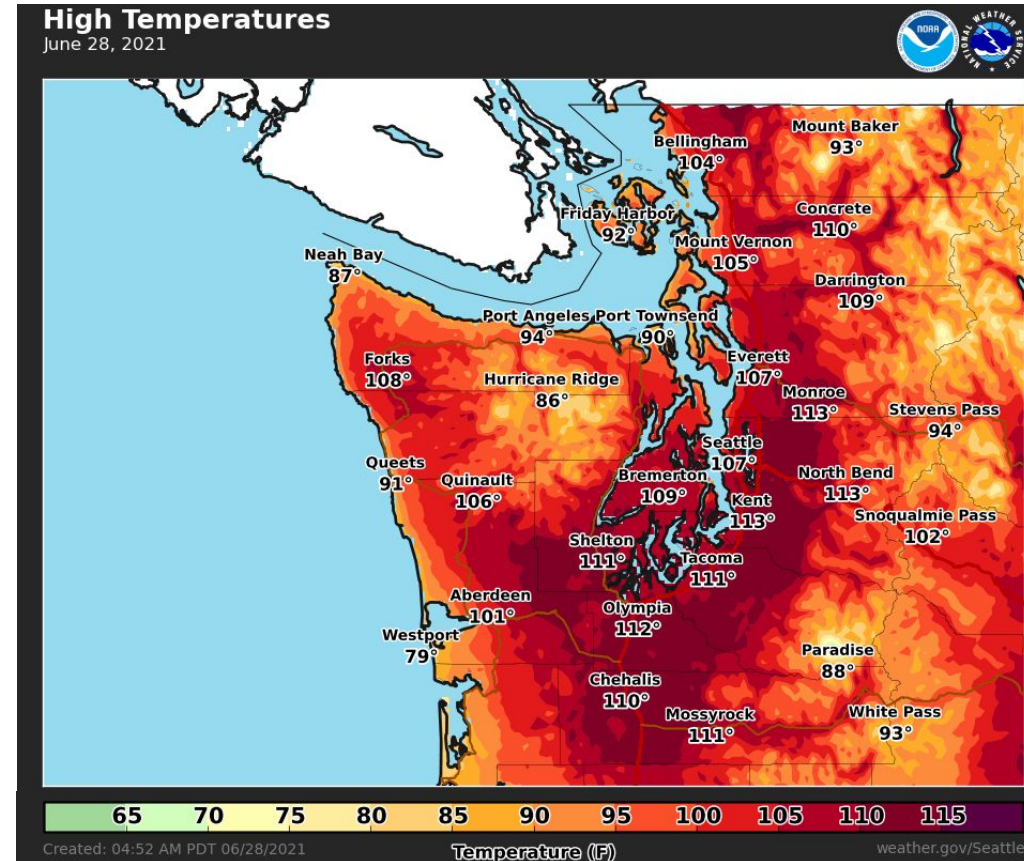 High Temperatures
June 28, 2021
NOAA
NATIONAL WEATHER SERVICE
Mount Baker
93°
Bellingham
104°
Concrete
110°
Friday Harbor
92°
Mount Vernon
105°
Neah Bay
87°
Darrington
109°
Port Angeles
94°
Port Townsend
90°
Forks
108°
Everett
107°
Hurricane Ridge
86°
Monroe
113°
Stevens Pass
94°
Seattle
107°
Queets
91°
Quinault
106°
Bremerton
109°
North Bend
113°
Kent
113°
Snoqualmie Pass
102°
Shelton
111°
Tacoma
111°
Aberdeen
101°
Olympia
112°
Westport
79°
Paradise
88°
Chehalis
110°
Mossyrock
111°
White Pass
93°
65 70 75 80 85 90 95 100 105 110 115
Created: 04:52 AM PDT 06/28/2021
Temperature (F)
weather.gov/Seattle